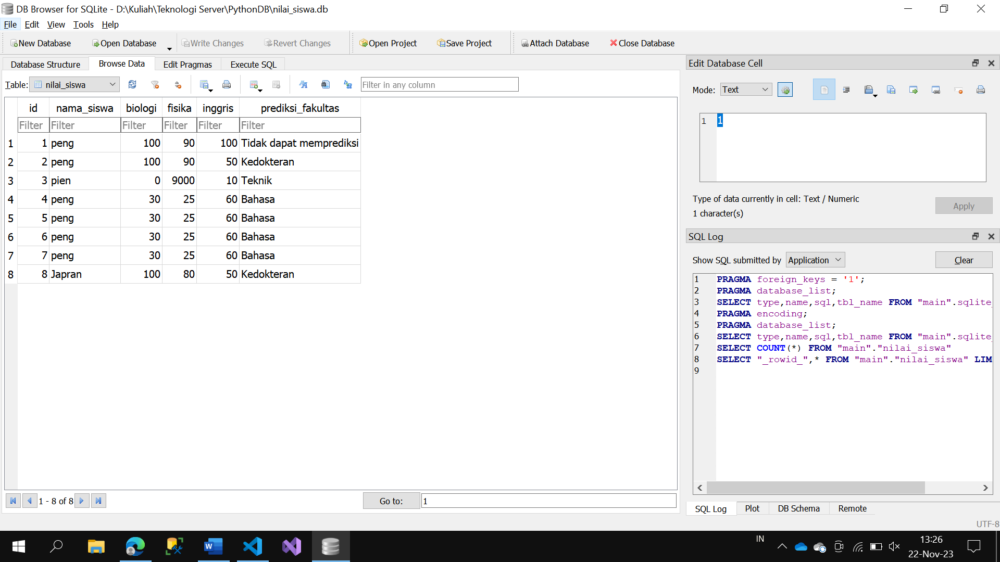 DB Browser for SQLite - D:\Kuliah\Teknologi Server\PythonDB\nilai_siswa.db
File Edit View Tools Help
New Database Open Database Write Changes Revert Changes Open Project Save Project Attach Database Close Database
Database Structure Browse Data Edit Pragmas Execute SQL
Table: nilai_siswa Filter in any column
id nama_siswa biologi fisika inggris prediksi_fakultas
Filter Filter Filter Filter Filter Filter
1 1 peng 100 90 100 Tidak dapat memprediksi
2 2 peng 100 90 50 Kedokteran
3 3 pien 0 9000 10 Teknik
4 4 peng 30 25 60 Bahasa
5 5 peng 30 25 60 Bahasa
6 6 peng 30 25 60 Bahasa
7 7 peng 30 25 60 Bahasa
8 8 Japran 100 80 50 Kedokteran
1 - 8 of 8 Go to: 1
Edit Database Cell
Mode: Text
1 1
Type of data currently in cell: Text / Numeric
1 character(s)
Apply
SQL Log
Show SQL submitted by Application Clear
1 PRAGMA foreign_keys = '1';
2 PRAGMA database_list;
3 SELECT type,name,sql,tbl_name FROM "main".sqlite_
4 PRAGMA encoding;
5 PRAGMA database_list;
6 SELECT type,name,sql,tbl_name FROM "main".sqlite_
7 SELECT COUNT(*) FROM "main"."nilai_siswa"
8 SELECT "_rowid_",* FROM "main"."nilai_siswa" LIM
9
SQL Log Plot DB Schema Remote
UTF-8
IN
13:26
22-Nov-23